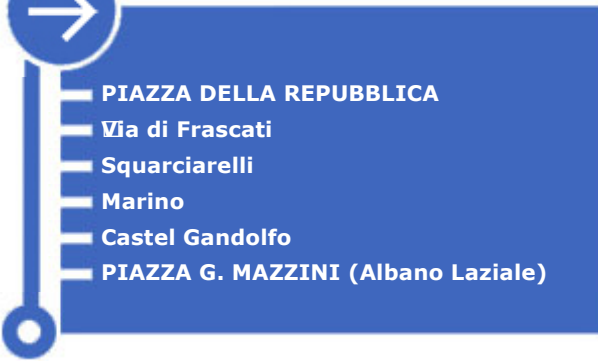 PIAZZA DELLA REPUBBLICA
Via di Frascati
Squarciarelli
Marino
Castel Gandolfo
PIAZZA G. MAZZINI (Albano Laziale)